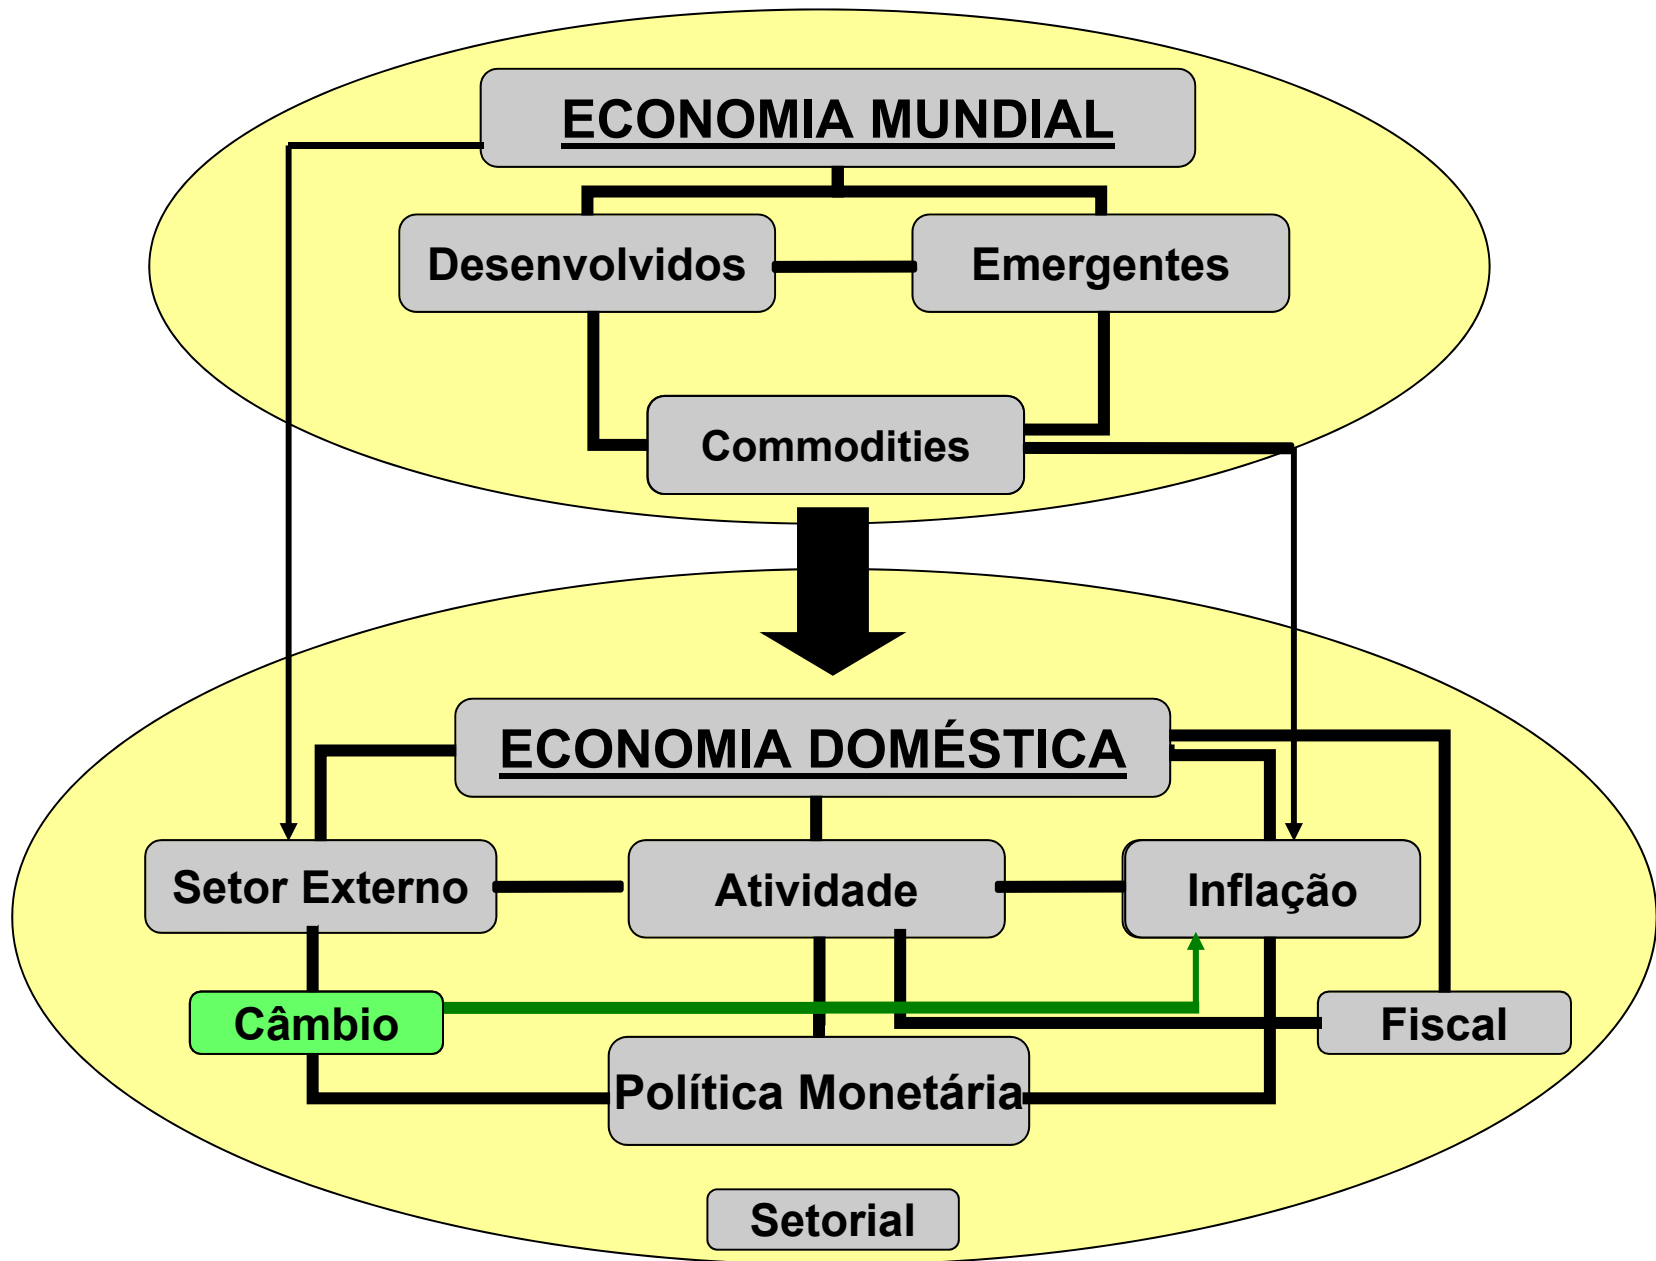 ECONOMIA MUNDIAL
Desenvolvidos
Emergentes
Commodities
ECONOMIA DOMÉSTICA
Setor Externo
Atividade
Inflação
Câmbio
Fiscal
Política Monetária
Setorial